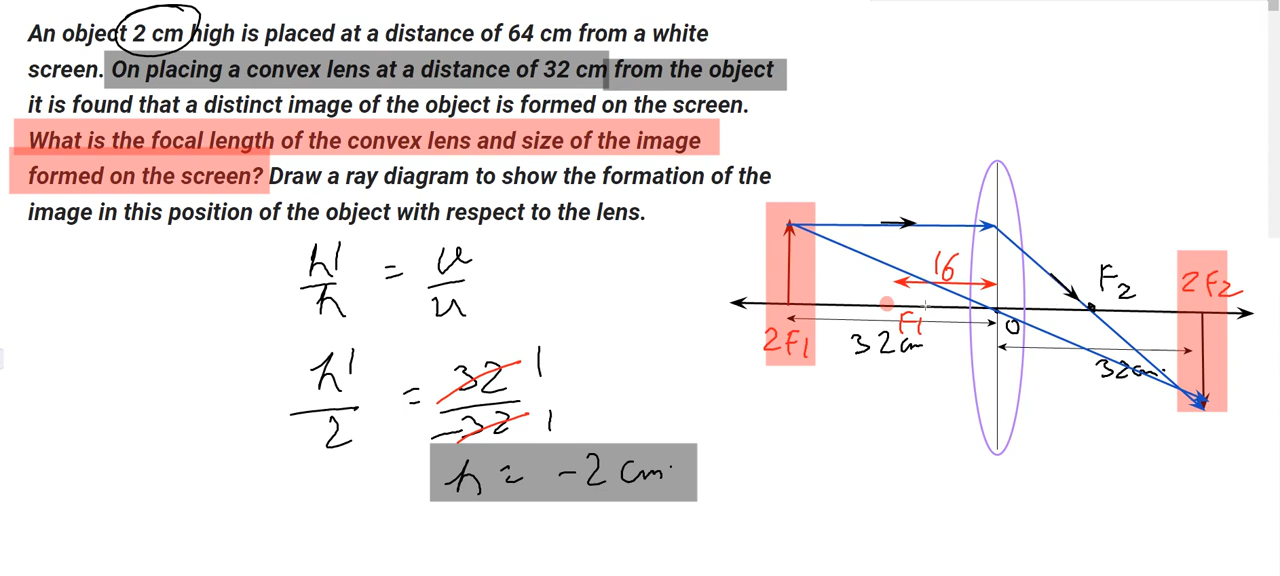 An object 2 cm high is placed at a distance of 64 cm from a white
screen. On placing a convex lens at a distance of 32 cm from the object
it is found that a distinct image of the object is formed on the screen.
What is the focal length of the convex lens and size of the image
formed on the screen? Draw a ray diagram to show the formation of the
image in this position of the object with respect to the lens.
h'/h = v/u
h'/2 = 32 1/-32 1
h = -2 cm.
16
F2
2F2
2F1
F1
O
32cm
32cm.